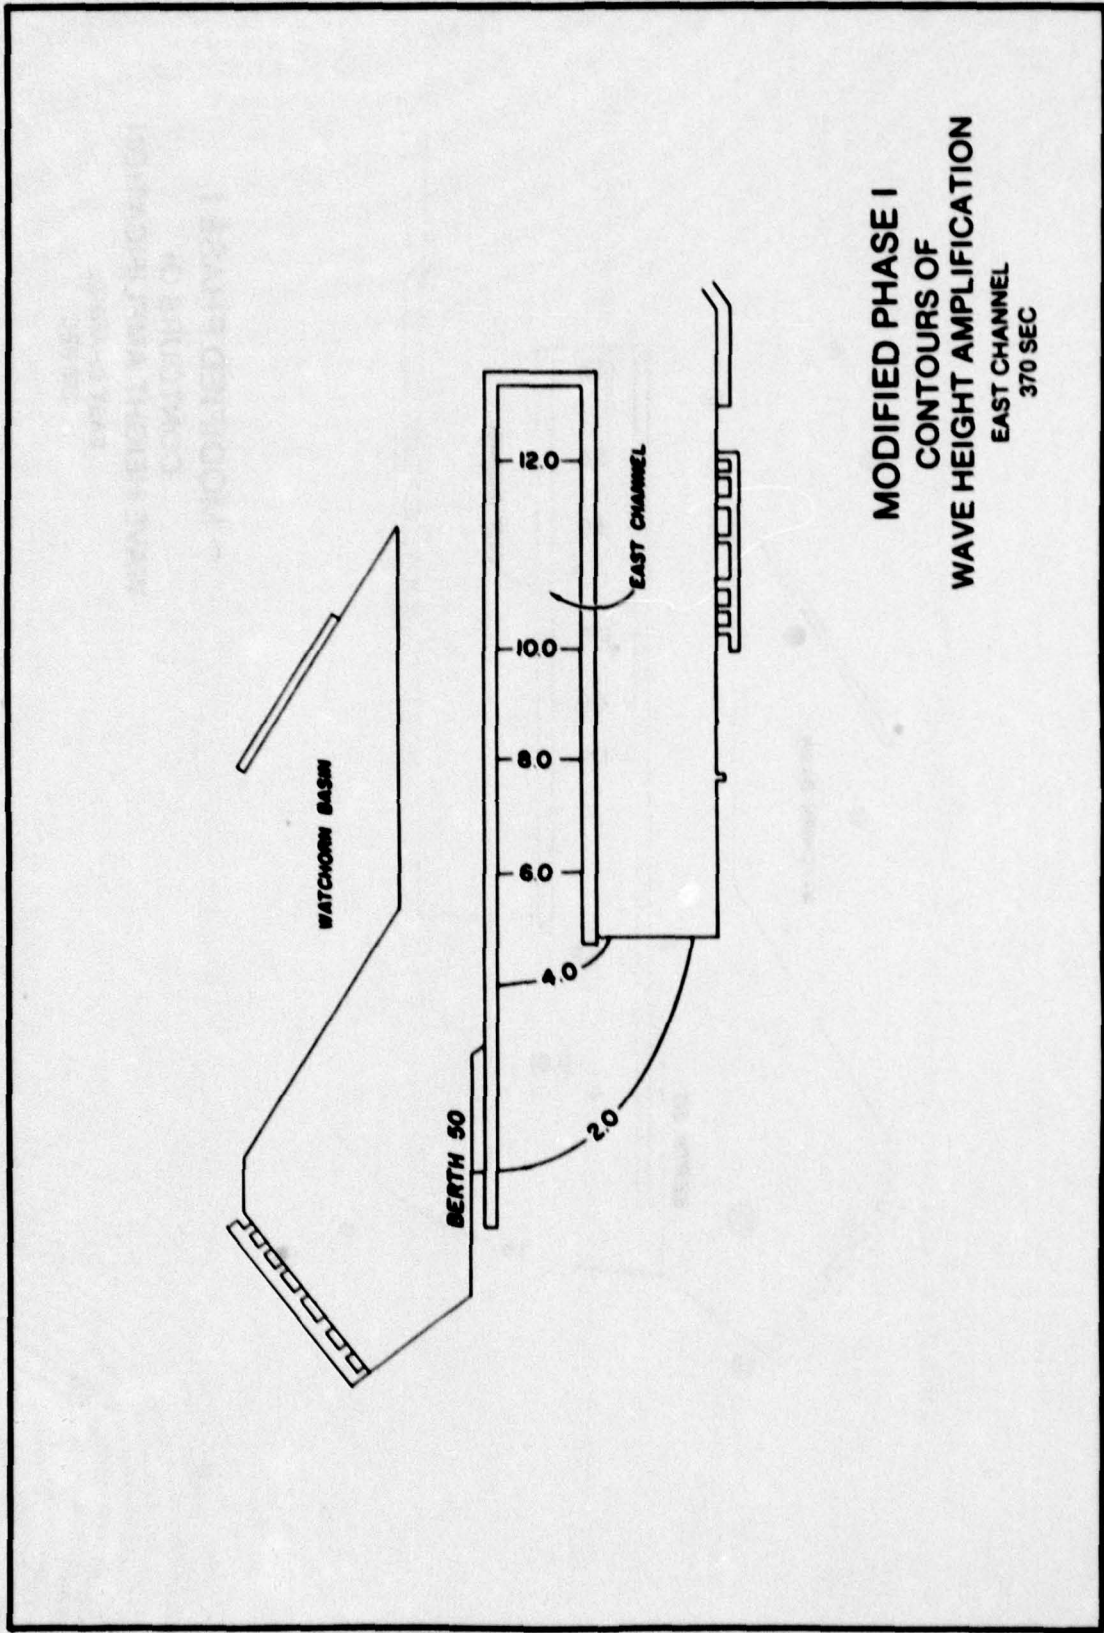 12.0
EAST CHANNEL
10.0
8.0
WATCHORN BASIN
6.0
4.0
BERTH 50
2.0
MODIFIED PHASE I
CONTOURS OF
WAVE HEIGHT AMPLIFICATION
EAST CHANNEL
370 SEC